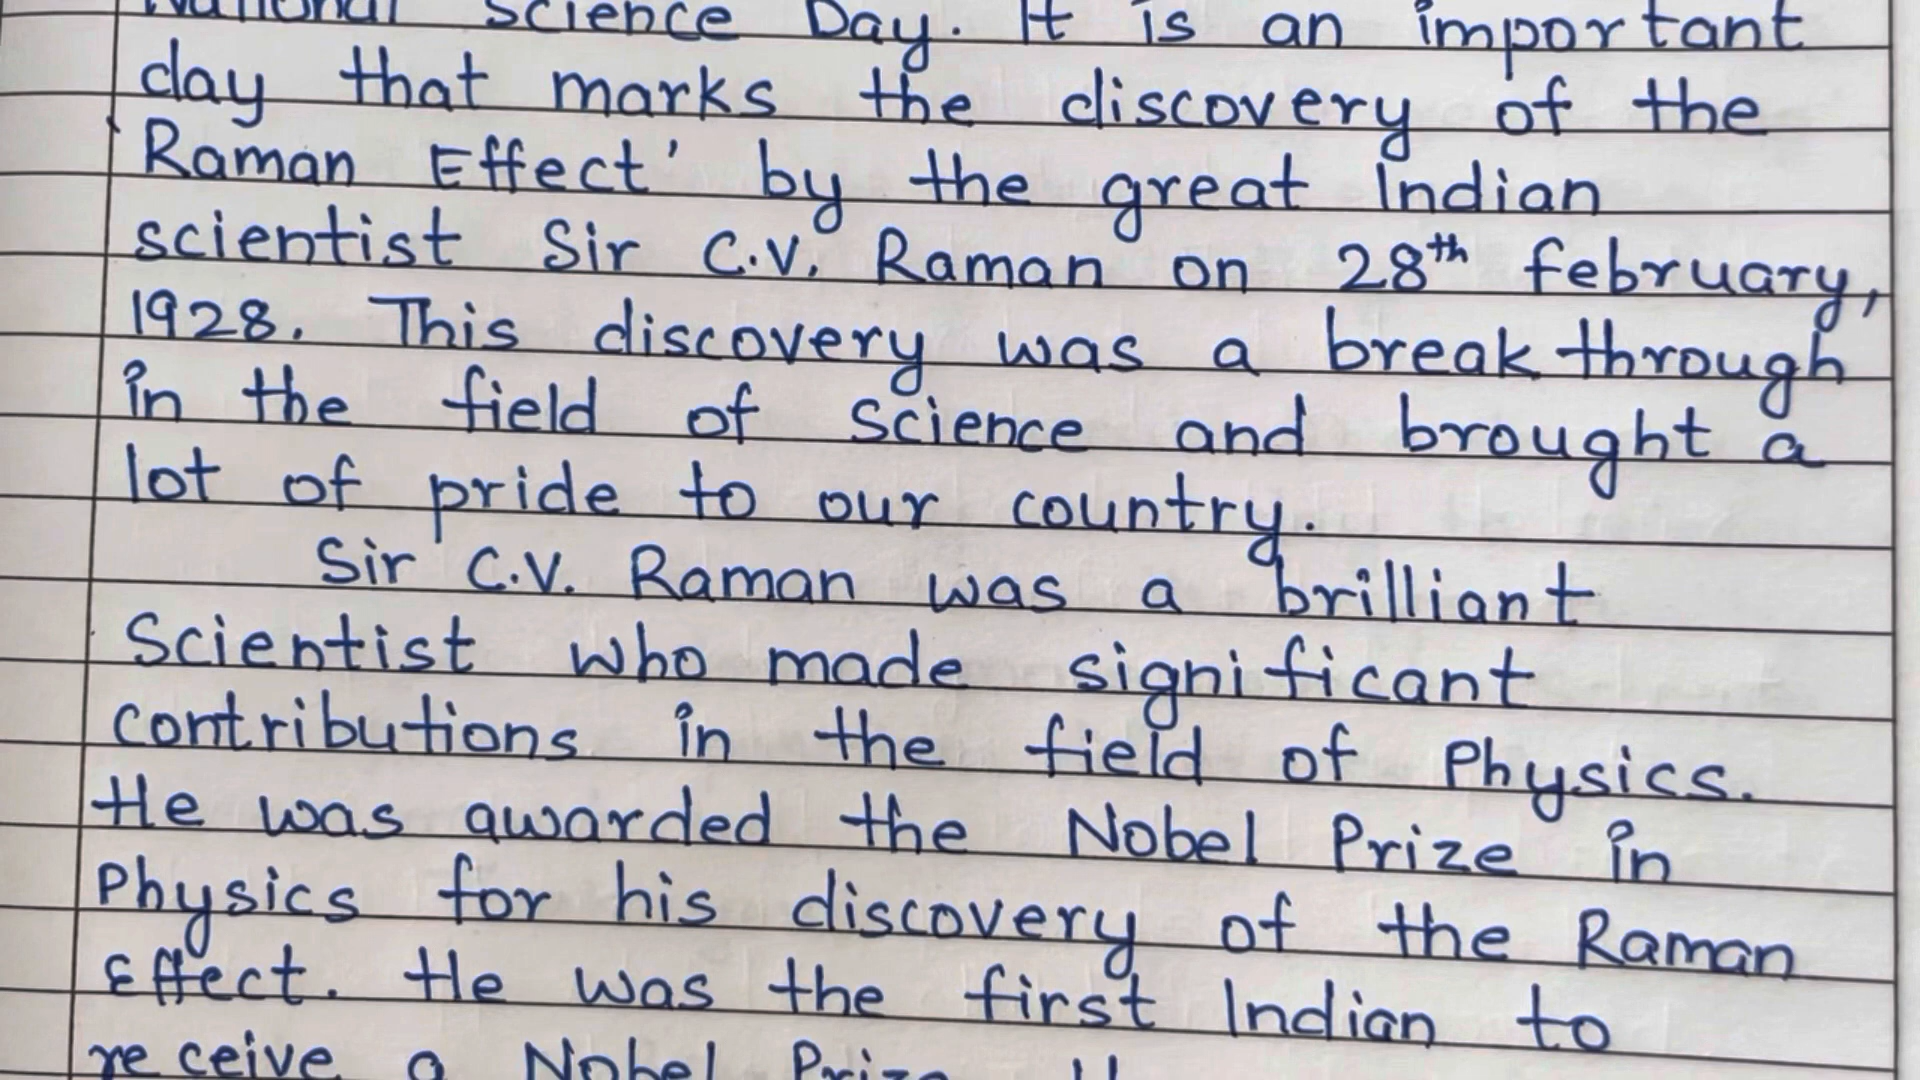 National Science Day. It is an important
day that marks the discovery of the
Raman Effect' by the great Indian
scientist Sir C.V. Raman on 28th february,
1928. This discovery was a break through
in the field of science and brought a
lot of pride to our country.
Sir C.V. Raman was a brilliant
Scientist who made significant
contributions in the field of Physics.
He was awarded the Nobel Prize in
Physics for his discovery of the Raman
Effect. He was the first Indian to
receive a Nobel Prize